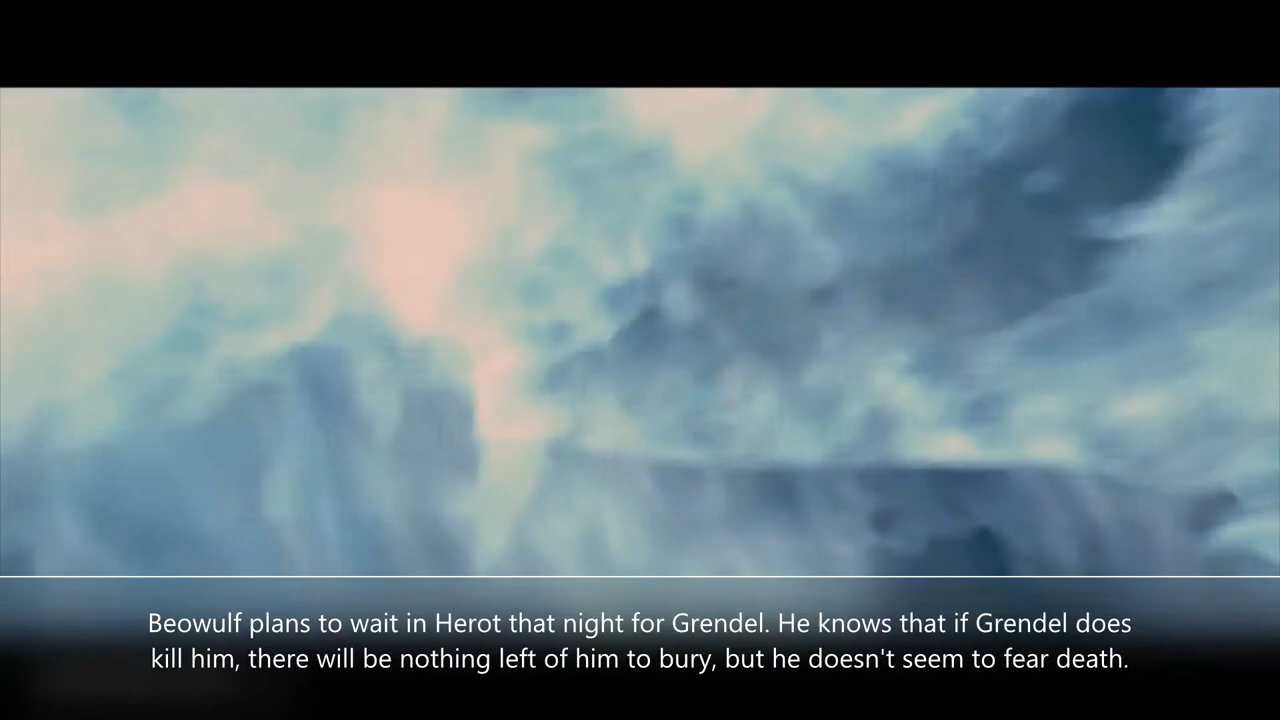 Beowulf plans to wait in Herot that night for Grendel. He knows that if Grendel does
kill him, there will be nothing left of him to bury, but he doesn't seem to fear death.